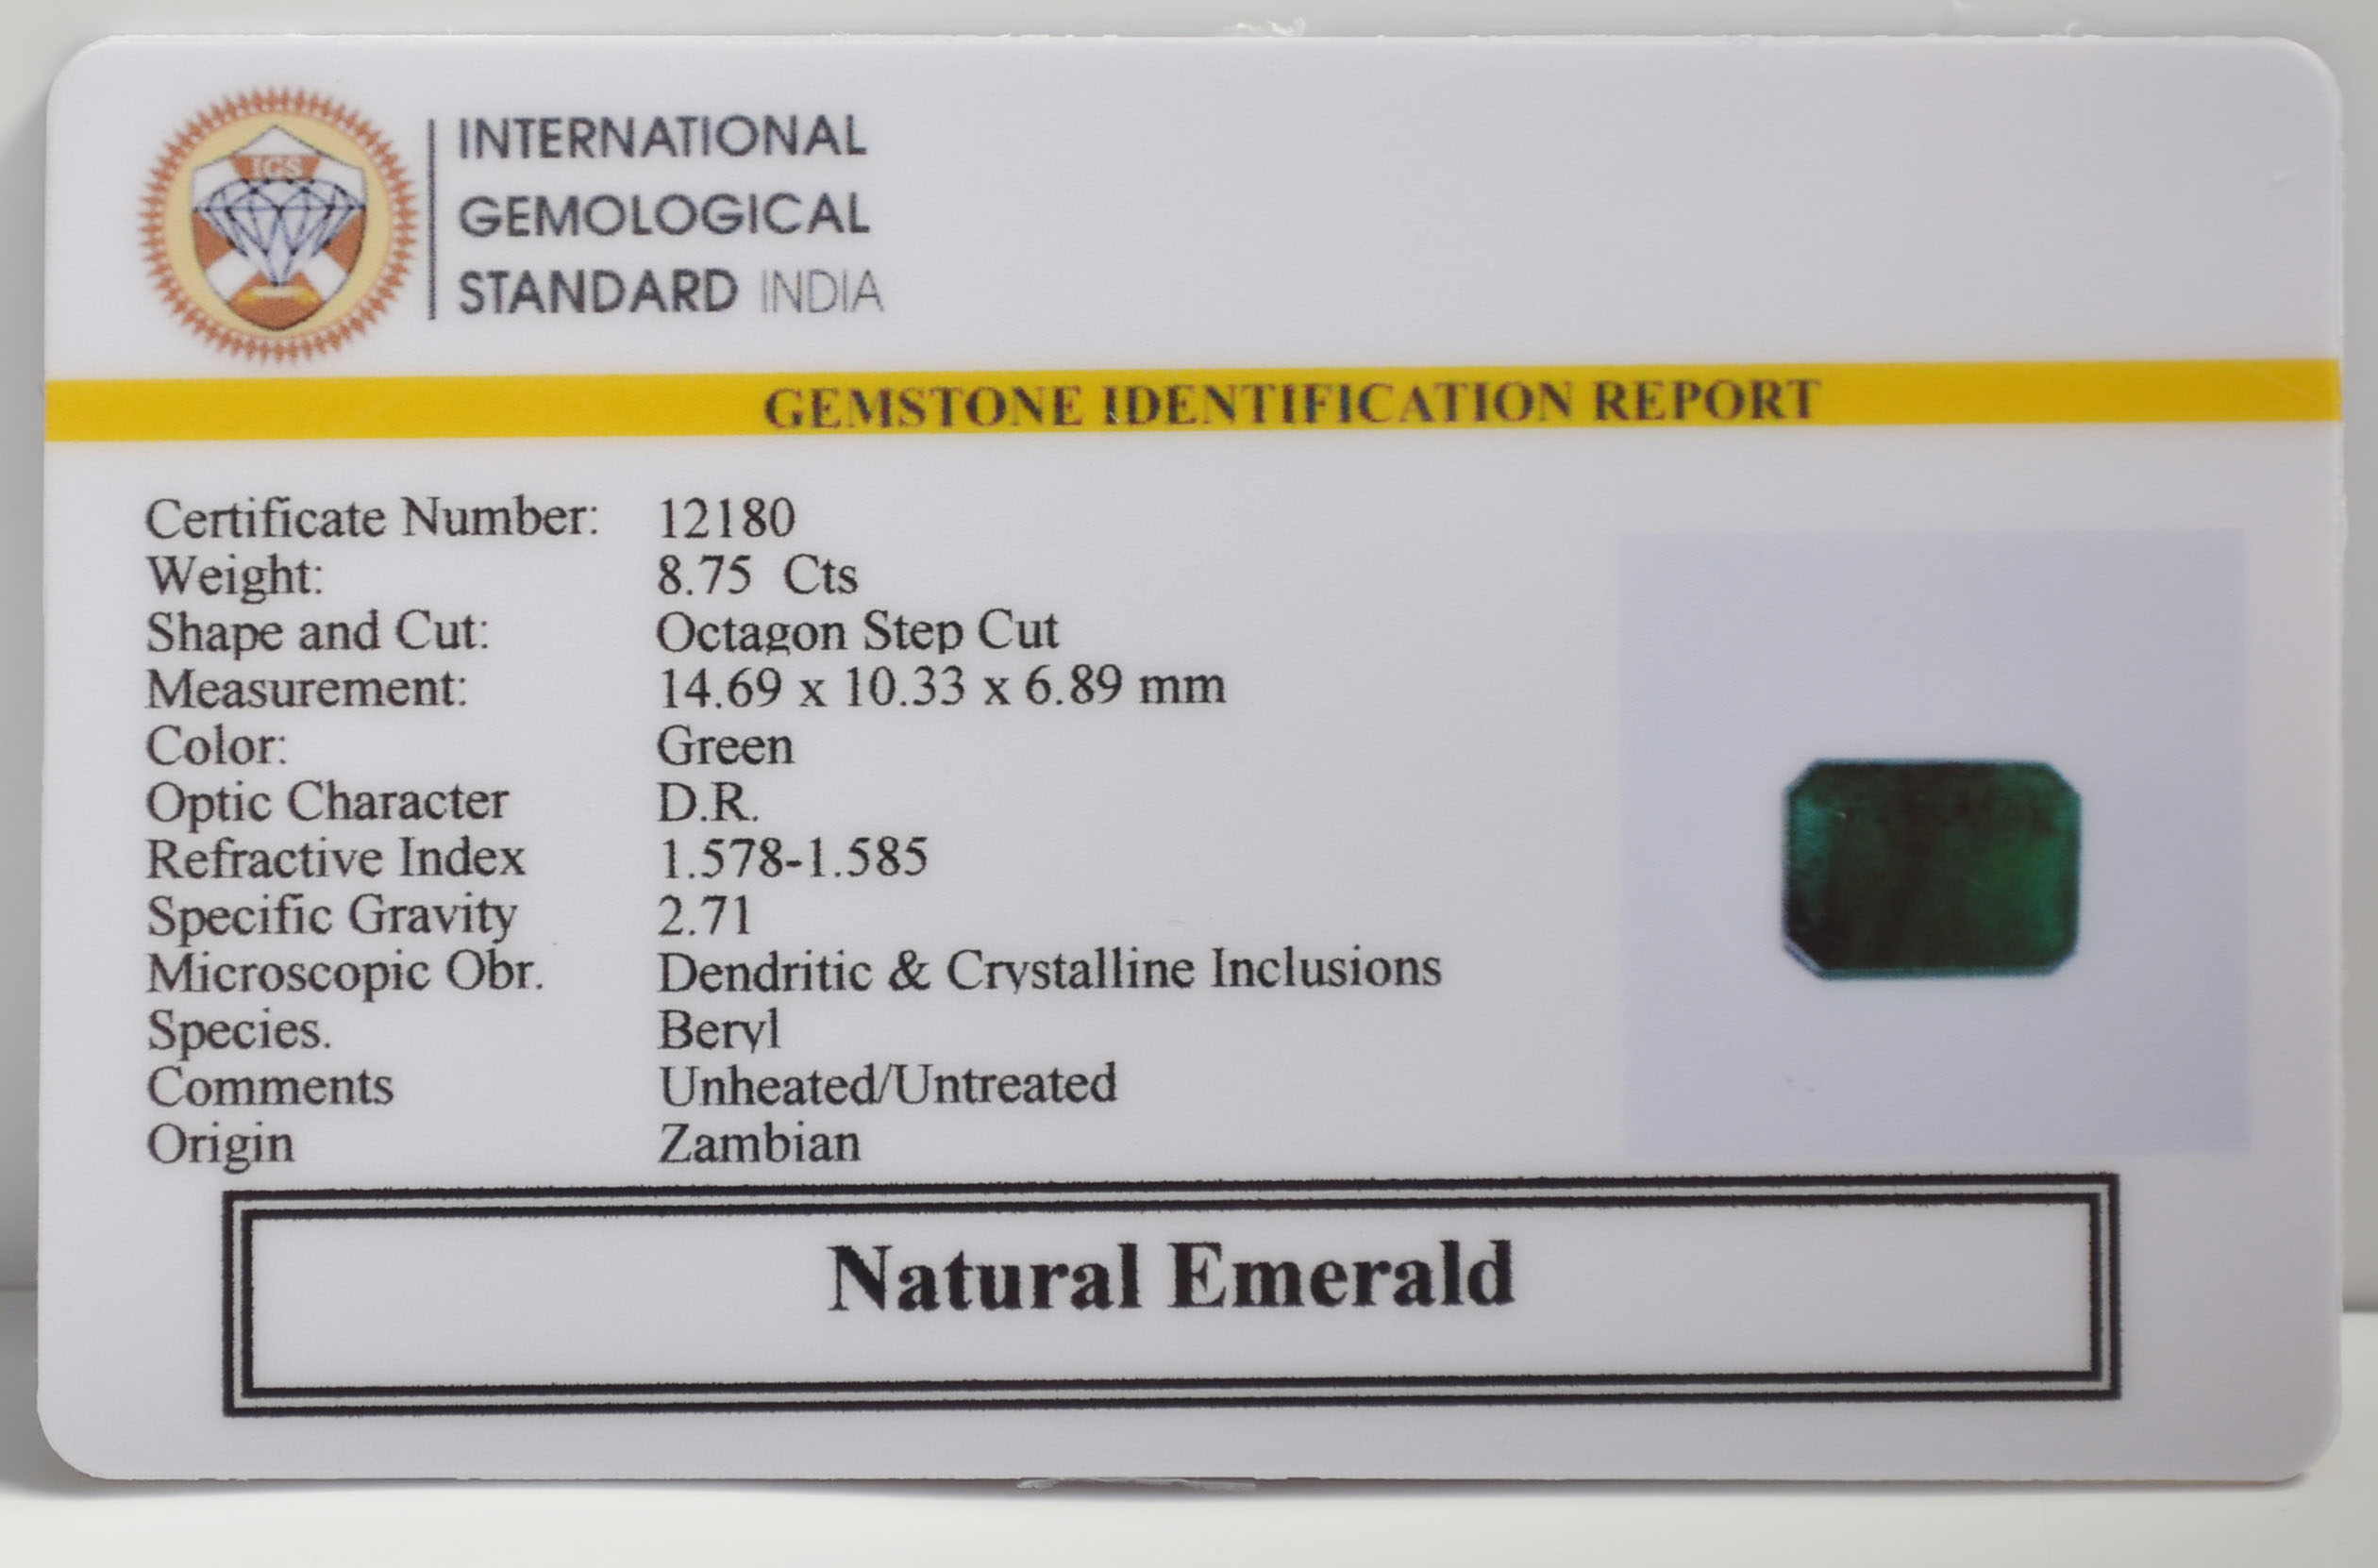 IGS
INTERNATIONAL
GEMOLOGICAL
STANDARD INDIA
GEMSTONE IDENTIFICATION REPORT
Certificate Number: 12180
Weight: 8.75 Cts
Shape and Cut: Octagon Step Cut
Measurement: 14.69 x 10.33 x 6.89 mm
Color: Green
Optic Character D.R.
Refractive Index 1.578-1.585
Specific Gravity 2.71
Microscopic Obr. Dendritic & Crystalline Inclusions
Species. Beryl
Comments Unheated/Untreated
Origin Zambian
Natural Emerald